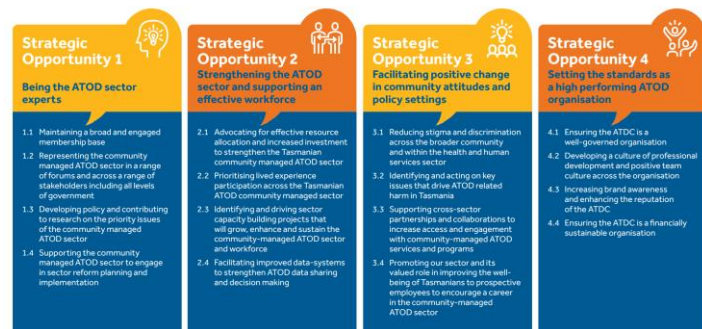 Strategic
Opportunity 1
Being the ATOD sector
experts
1.1 Maintaining a broad and engaged
membership base
1.2 Representing the community
managed ATOD sector in a range
of forums and across a range of
stakeholders including all levels
of government
1.3 Developing policy and contributing
to research on the priority issues
of the community managed
ATOD sector
1.4 Supporting the community
managed ATOD sector to engage
in sector reform planning and
implementation
Strategic
Opportunity 2
Strengthening the ATOD
sector and supporting an
effective workforce
2.1 Advocating for effective resource
allocation and increased investment
to strengthen the Tasmanian
community managed ATOD sector
2.2 Prioritising lived experience
participation across the Tasmanian
ATOD community managed sector
2.3 Identifying and driving sector
capacity building projects that
will grow, enhance and sustain the
community-managed ATOD sector
and workforce
2.4 Facilitating improved data-systems
to strengthen ATOD data sharing
and decision making
Strategic
Opportunity 3
Facilitating positive change
in community attitudes and
policy settings
3.1 Reducing stigma and discrimination
across the broader community
and within the health and human
services sector
3.2 Identifying and acting on key
issues that drive ATOD related
harm in Tasmania
3.3 Supporting cross-sector
partnerships and collaborations to
increase access and engagement
with community-managed ATOD
services and programs
3.4 Promoting our sector and its
valued role in improving the well-
being of Tasmanians to prospective
employees to encourage a career
in the community-managed
ATOD sector
Strategic
Opportunity 4
Setting the standards as
a high performing ATOD
organisation
4.1 Ensuring the ATDC is a
well-governed organisation
4.2 Developing a culture of professional
development and positive team
culture across the organisation
4.3 Increasing brand awareness
and enhancing the reputation
of the ATDC
4.4 Ensuring the ATDC is a financially
sustainable organisation